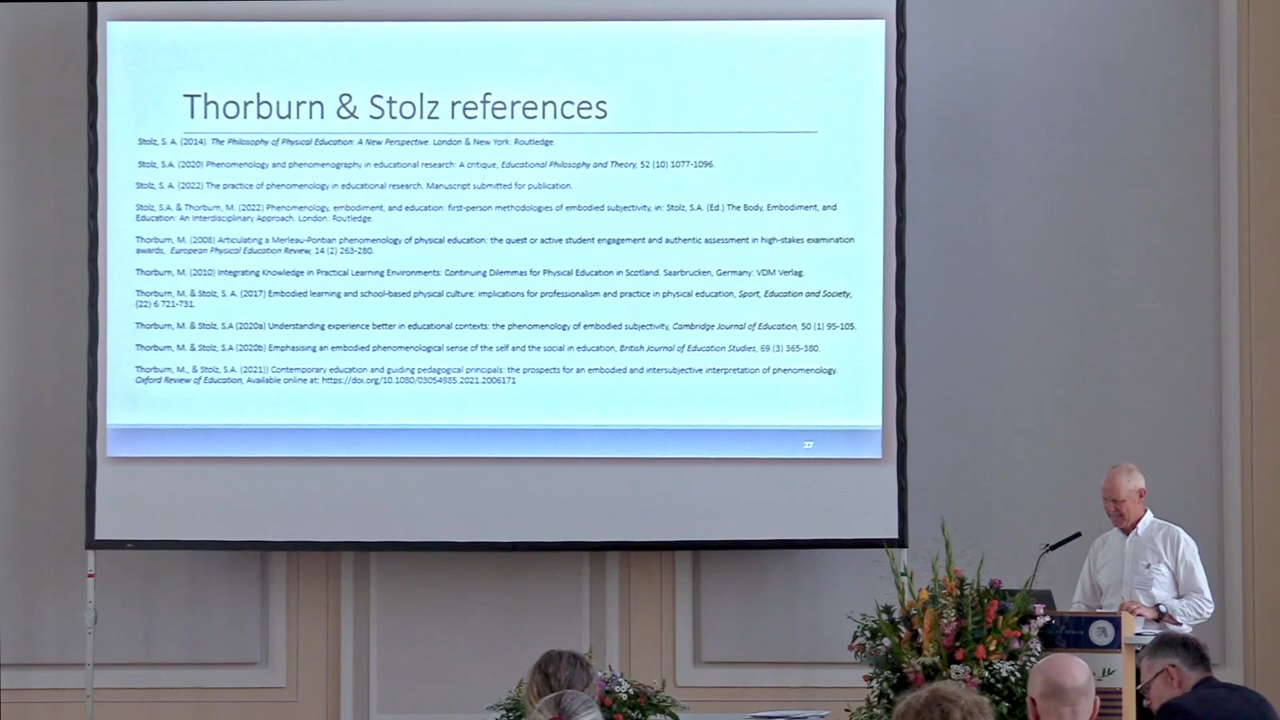 Thorburn & Stolz references
Stolz, S. A. (2014). The Philosophy of Physical Education: A New Perspective. London & New York: Routledge.
Stolz, S.A. (2020) Phenomenology and phenomenography in educational research: A critique, Educational Philosophy and Theory, 52 (10) 1077-1096.
Stolz, S. A. (2022) The practice of phenomenology in educational research. Manuscript submitted for publication.
Stolz, S.A. & Thorburn, M. (2022) Phenomenology, embodiment, and education: first-person methodologies of embodied subjectivity, in: Stolz, S.A. (Ed.) The Body, Embodiment, and
Education: An Interdisciplinary Approach. London: Routledge.
Thorburn, M. (2008) Articulating a Merleau-Pontian phenomenology of physical education: the quest or active student engagement and authentic assessment in high-stakes examination
awards, European Physical Education Review, 14 (2) 263-280.
Thorburn, M. (2010) Integrating Knowledge in Practical Learning Environments: Continuing Dilemmas for Physical Education in Scotland. Saarbrucken, Germany: VDM Verlag.
Thorburn, M. & Stolz, S. A. (2017) Embodied learning and school-based physical culture: implications for professionalism and practice in physical education, Sport, Education and Society,
(22) 6 721-731.
Thorburn, M. & Stolz, S.A (2020a) Understanding experience better in educational contexts: the phenomenology of embodied subjectivity, Cambridge Journal of Education, 50 (1) 95-105.
Thorburn, M. & Stolz, S.A (2020b) Emphasising an embodied phenomenological sense of the self and the social in education, British Journal of Education Studies, 69 (3) 365-380.
Thorburn, M., & Stolz, S.A. (2021)) Contemporary education and guiding pedagogical principals: the prospects for an embodied and intersubjective interpretation of phenomenology.
Oxford Review of Education, Available online at: https://doi.org/10.1080/03054985.2021.2006171
27